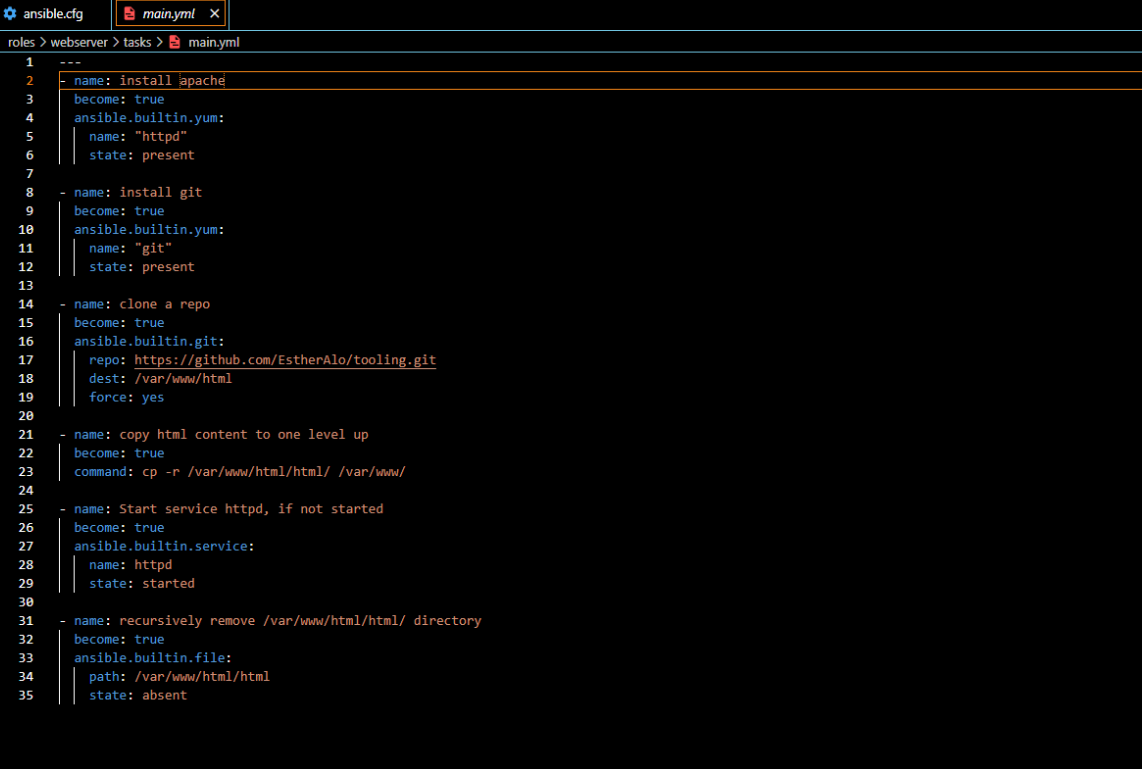 ansible.cfg
main.yml
roles > webserver > tasks > main.yml
1 ---
2 - name: install apache
3   become: true
4   ansible.builtin.yum:
5     name: "httpd"
6     state: present
7
8 - name: install git
9   become: true
10   ansible.builtin.yum:
11     name: "git"
12     state: present
13
14 - name: clone a repo
15   become: true
16   ansible.builtin.git:
17     repo: https://github.com/EstherAlo/tooling.git
18     dest: /var/www/html
19     force: yes
20
21 - name: copy html content to one level up
22   become: true
23   command: cp -r /var/www/html/html/ /var/www/
24
25 - name: Start service httpd, if not started
26   become: true
27   ansible.builtin.service:
28     name: httpd
29     state: started
30
31 - name: recursively remove /var/www/html/html/ directory
32   become: true
33   ansible.builtin.file:
34     path: /var/www/html/html
35     state: absent